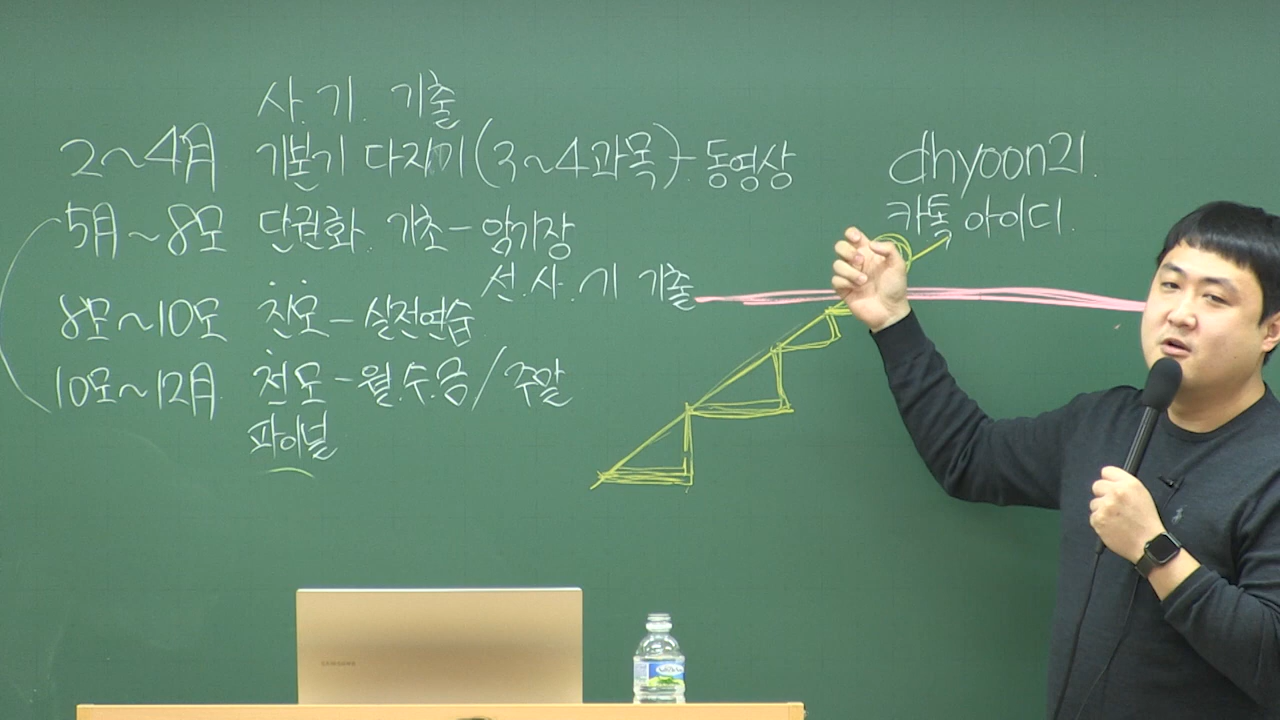 사.기.기출
2~4月 기본기 다지기(3~4과목)-동영상
5月~8모 단권화 기초-암기장
선.사.기 기출
8모~10모 진모-실전연습
10모~12月 전모-월.수.금/주말
파이널
dhyoon21.
카톡 아이디.
SAMSUNG